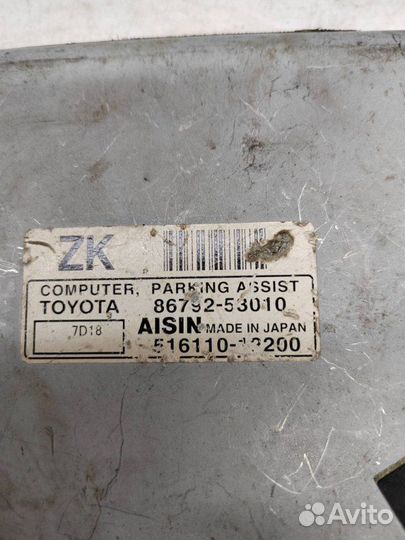 ZK
COMPUTER, PARKING ASSIST
TOYOTA 86792-53010
7D18 AISIN MADE IN JAPAN
Avito